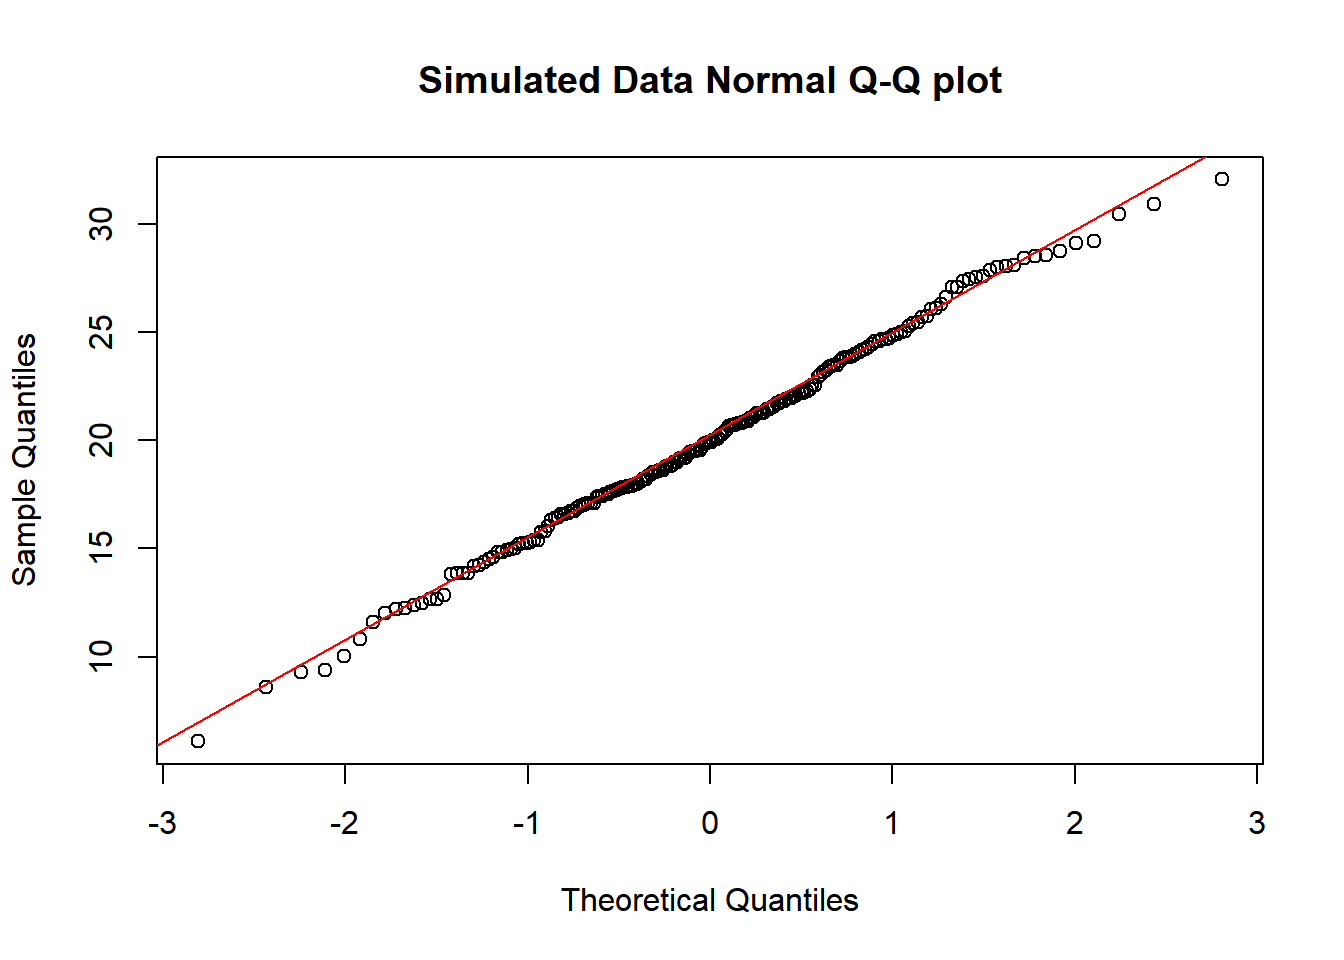 Simulated Data Normal Q-Q plot
Sample Quantiles
30
25
20
15
10
-3 -2 -1 0 1 2 3
Theoretical Quantiles